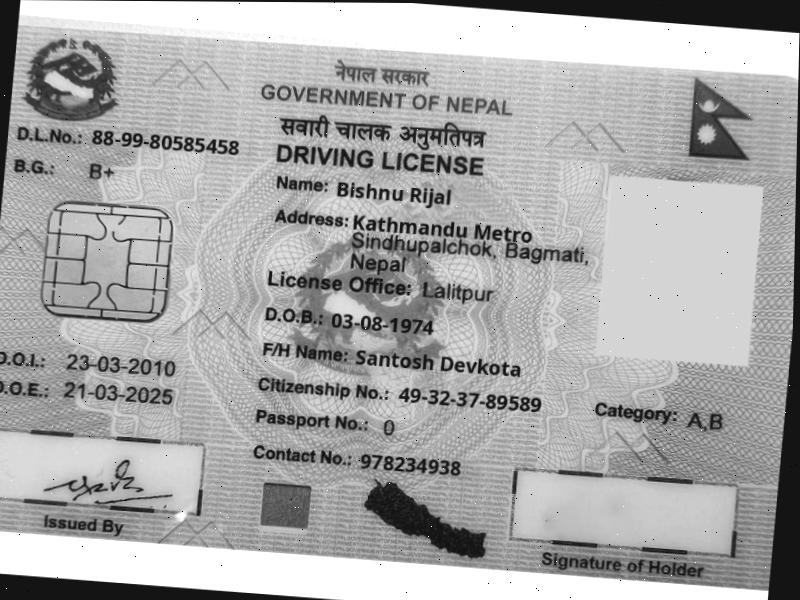 नेपाल सरकार
GOVERNMENT OF NEPAL
सवारी चालक अनुमतिपत्र
DRIVING LICENSE
D.L.No.: 88-99-80585458
B.G.: B+
Name: Bishnu Rijal
Address: Kathmandu Metro
Sindhupalchok, Bagmati,
Nepal
License Office: Lalitpur
D.O.B.: 03-08-1974
F/H Name: Santosh Devkota
D.O.I.: 23-03-2010
D.O.E.: 21-03-2025
Citizenship No.: 49-32-37-89589
Category: A,B
Passport No.: 0
Contact No.: 978234938
Issued By
Signature of Holder